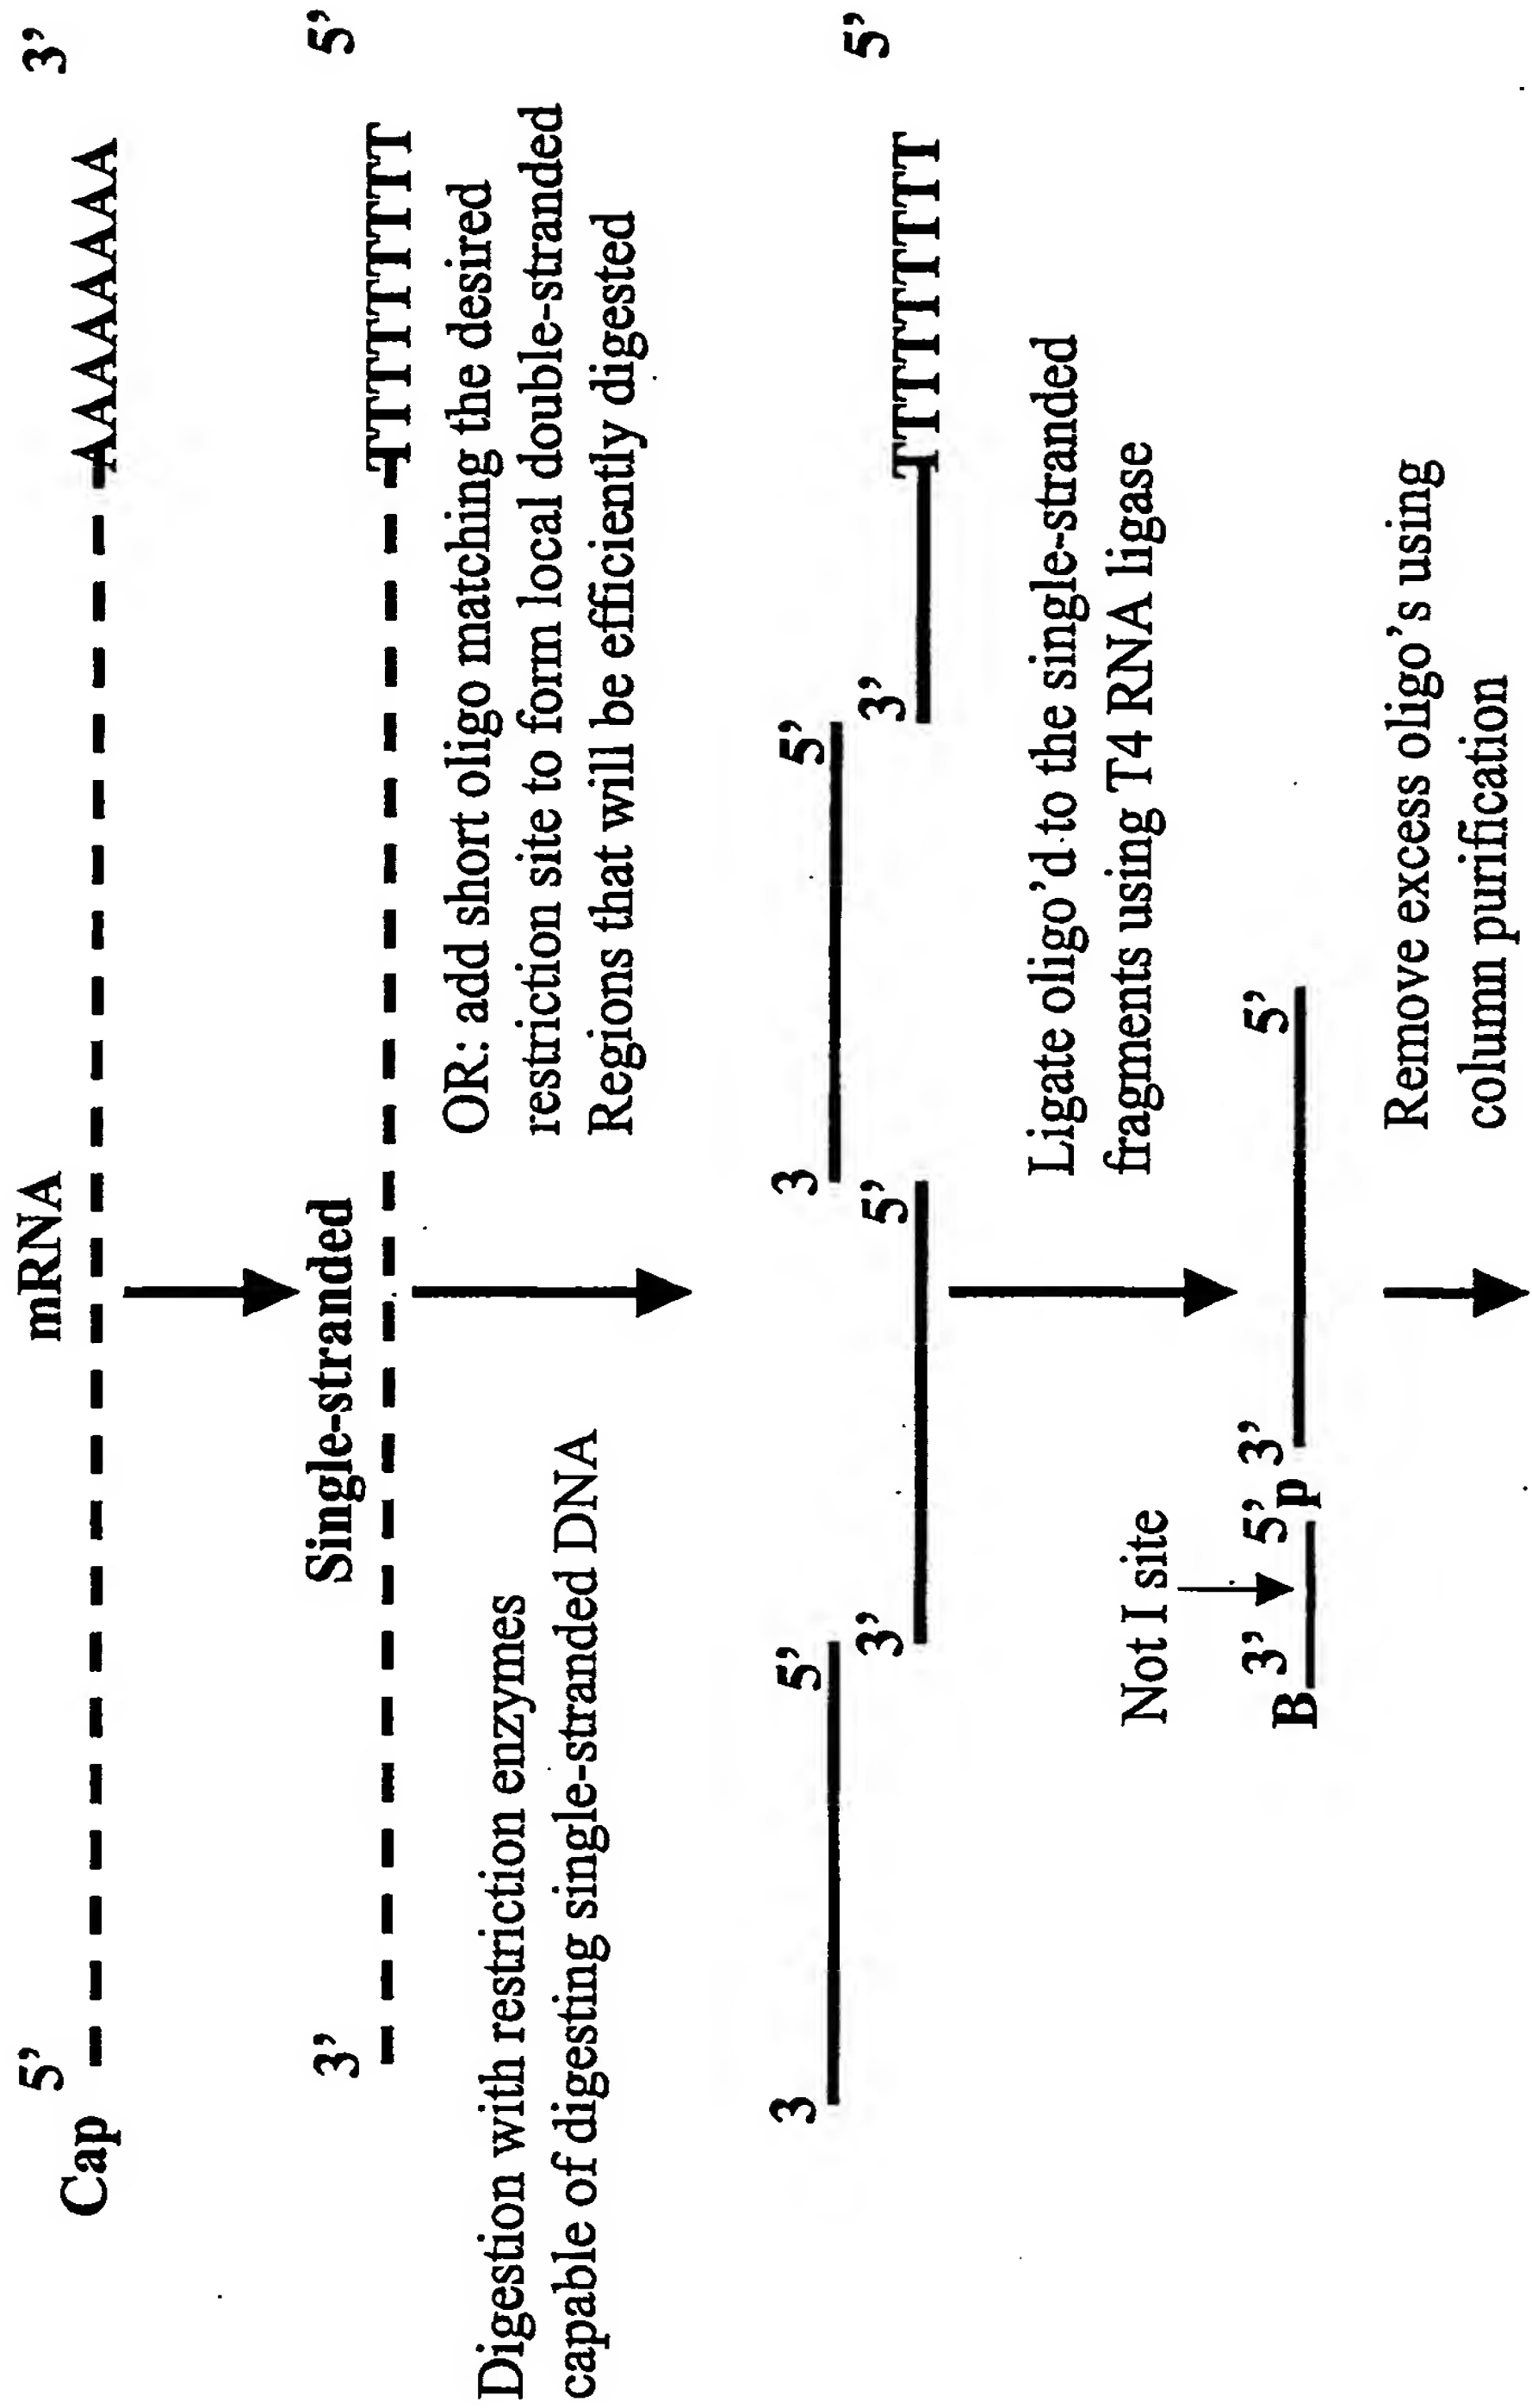 mRNA
5' 3'
Cap AAAAAAAA
Single-stranded
3' 5'
TTTTTTTTT
Digestion with restriction enzymes
capable of digesting single-stranded DNA
OR: add short oligo matching the desired
restriction site to form local double-stranded
Regions that will be efficiently digested
3 5' 3 5'
3' 5' 3' TTTTTTTTT 5'
Ligate oligo'd to the single-stranded
fragments using T4 RNA ligase
Not I site
3' 5' 3' 5'
B p
Remove excess oligo's using
column purification